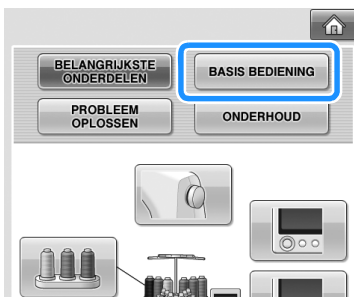 BELANGRIJKSTE
ONDERDELEN
BASIS BEDIENING
PROBLEEM
OPLOSSEN
ONDERHOUD